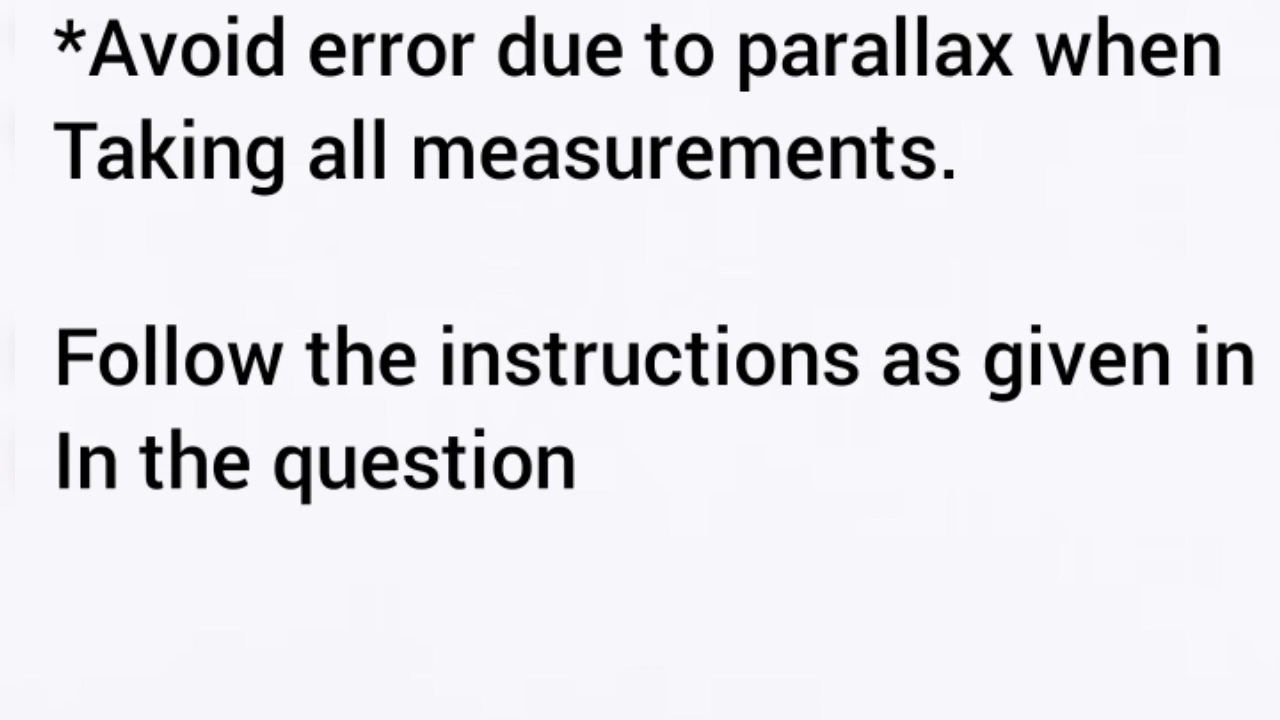 *Avoid error due to parallax when
Taking all measurements.
Follow the instructions as given in
In the question